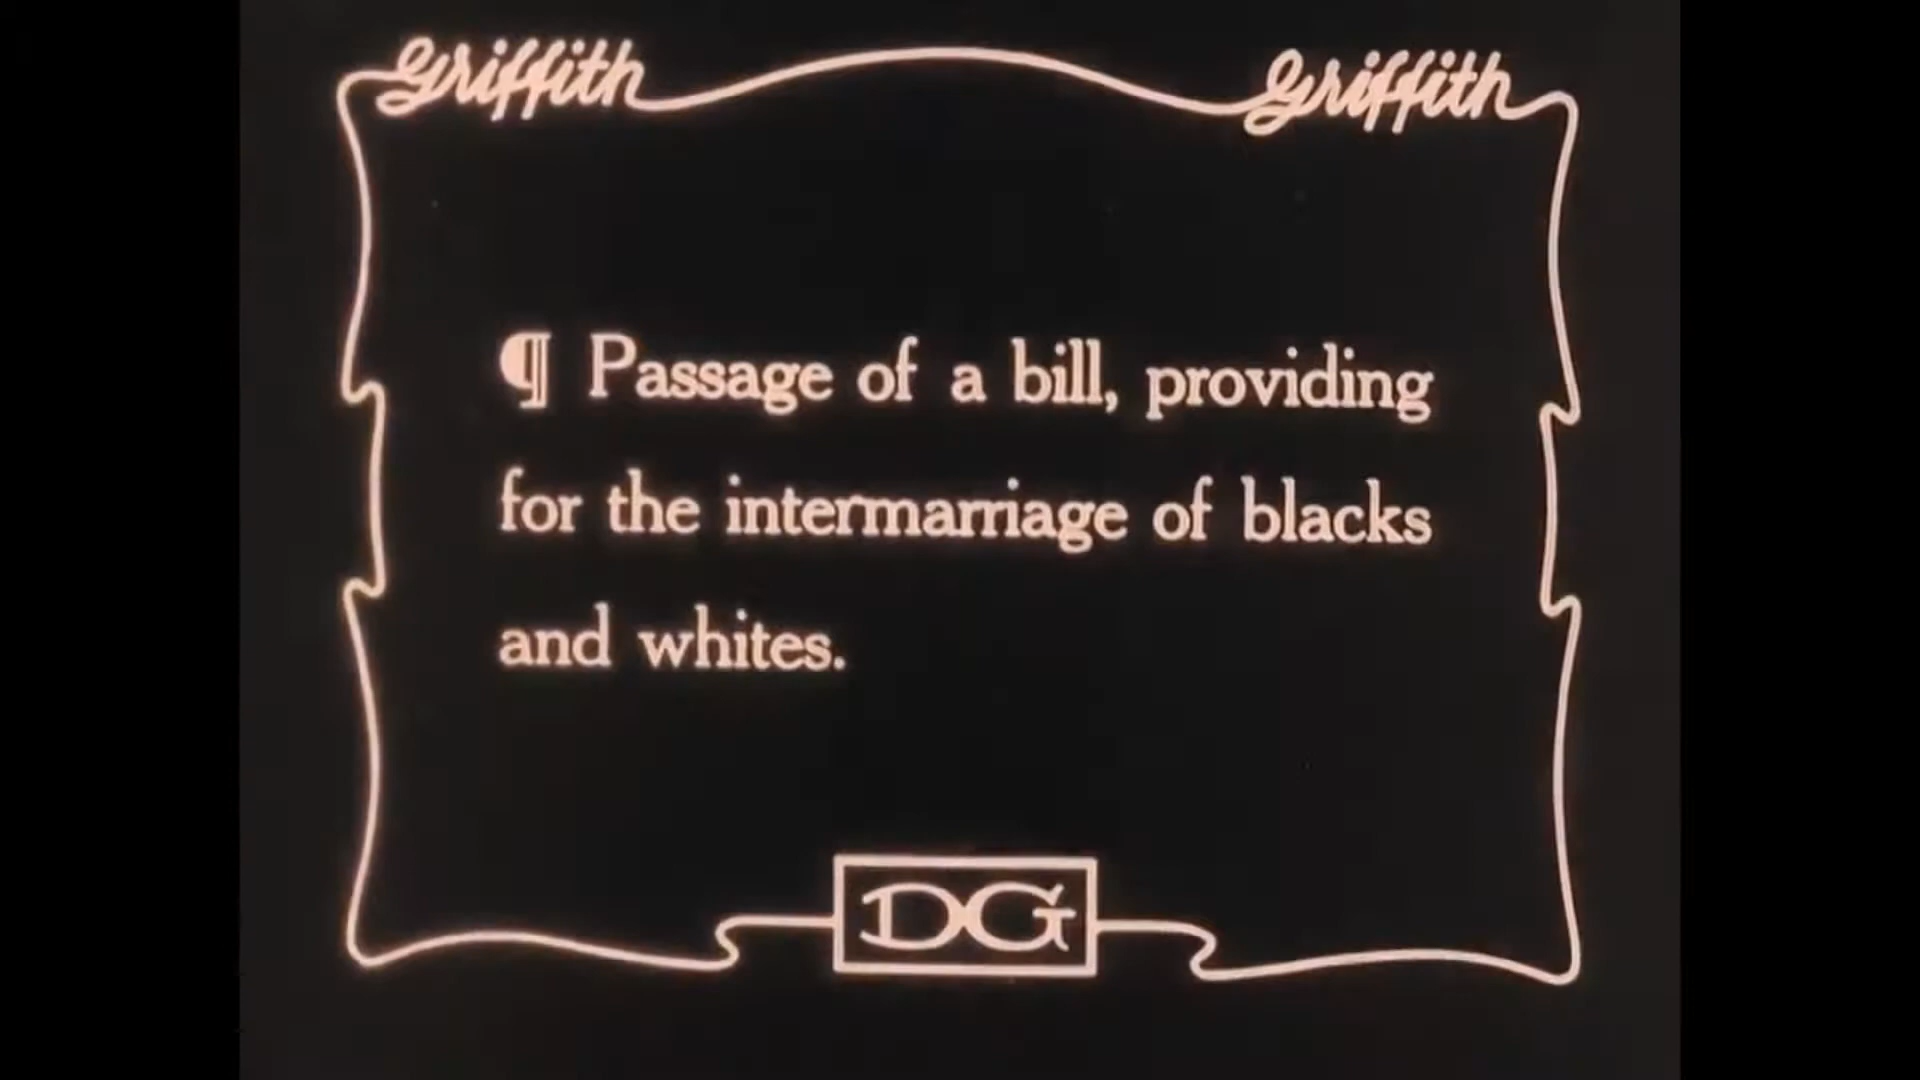 Griffith Griffith
¶ Passage of a bill, providing
for the intermarriage of blacks
and whites.
DG